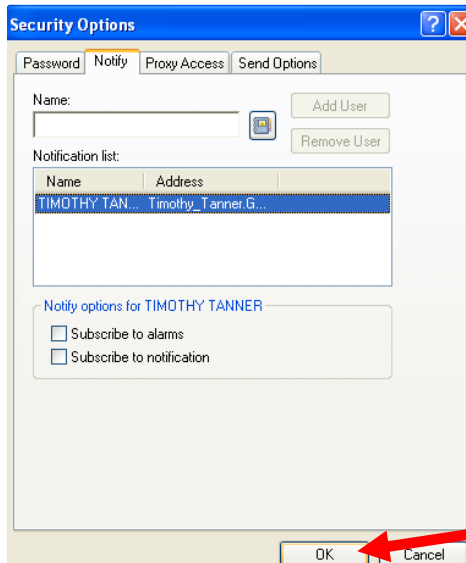 Security Options
Password Notify Proxy Access Send Options
Name:
Add User
Remove User
Notification list:
Name Address
TIMOTHY TAN... Timothy_Tanner.G...
Notify options for TIMOTHY TANNER
Subscribe to alarms
Subscribe to notification
OK Cancel